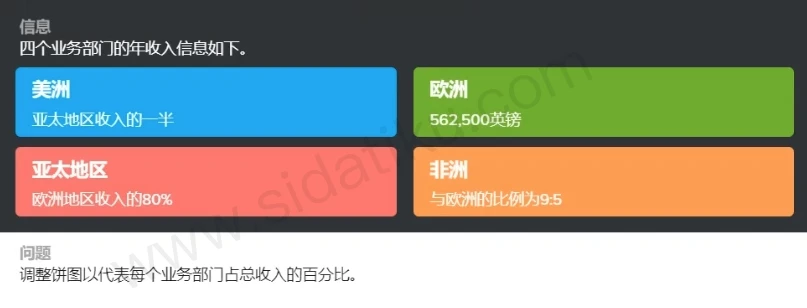 信息
四个业务部门的年收入信息如下。
美洲
亚太地区收入的一半
欧洲
562,500英镑
亚太地区
欧洲地区收入的80%
非洲
与欧洲的比例为9:5
www.sidatiku.com
问题
调整饼图以代表每个业务部门占总收入的百分比。